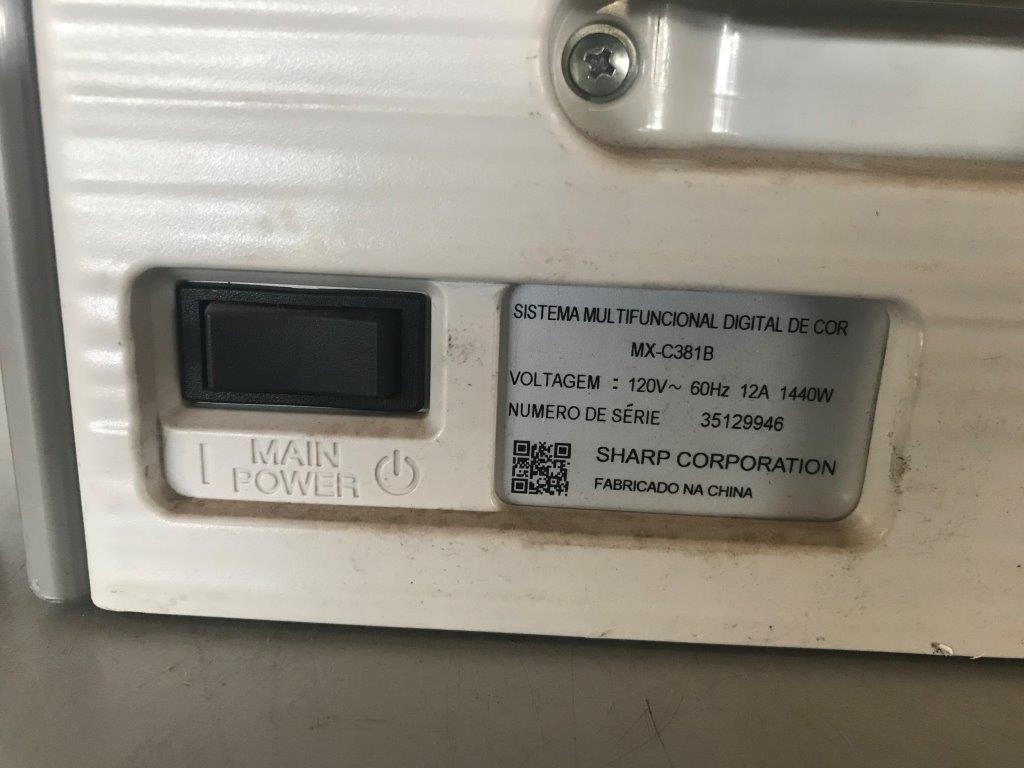 MAIN
POWER
SISTEMA MULTIFUNCIONAL DIGITAL DE COR
MX-C381B
VOLTAGEM : 120V~ 60Hz 12A 1440W
NUMERO DE SÉRIE 35129946
SHARP CORPORATION
FABRICADO NA CHINA